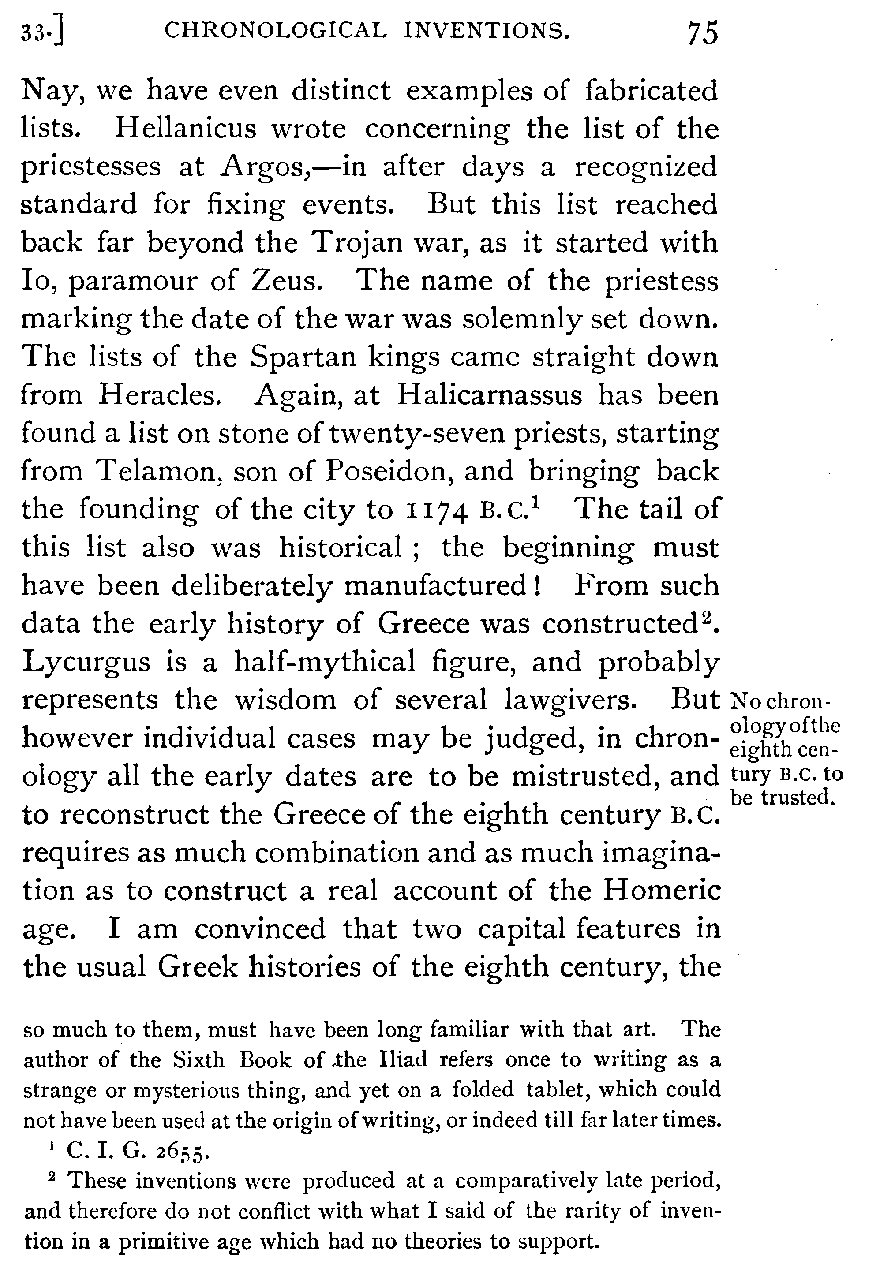 33.] CHRONOLOGICAL INVENTIONS. 75
Nay, we have even distinct examples of fabricated
lists. Hellanicus wrote concerning the list of the
priestesses at Argos,—in after days a recognized
standard for fixing events. But this list reached
back far beyond the Trojan war, as it started with
Io, paramour of Zeus. The name of the priestess
marking the date of the war was solemnly set down.
The lists of the Spartan kings came straight down
from Heracles. Again, at Halicarnassus has been
found a list on stone of twenty-seven priests, starting
from Telamon, son of Poseidon, and bringing back
the founding of the city to 1174 B.C.¹ The tail of
this list also was historical ; the beginning must
have been deliberately manufactured! From such
data the early history of Greece was constructed².
Lycurgus is a half-mythical figure, and probably
represents the wisdom of several lawgivers. But
however individual cases may be judged, in chron-
ology all the early dates are to be mistrusted, and
to reconstruct the Greece of the eighth century B.C.
requires as much combination and as much imagina-
tion as to construct a real account of the Homeric
age. I am convinced that two capital features in
the usual Greek histories of the eighth century, the
No chron-
ology of the
eighth cen-
tury B.C. to
be trusted.
so much to them, must have been long familiar with that art. The
author of the Sixth Book of the Iliad refers once to writing as a
strange or mysterious thing, and yet on a folded tablet, which could
not have been used at the origin of writing, or indeed till far later times.
¹ C. I. G. 2655.
² These inventions were produced at a comparatively late period,
and therefore do not conflict with what I said of the rarity of inven-
tion in a primitive age which had no theories to support.